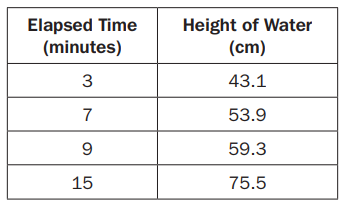 Elapsed Time Height of Water
(minutes) (cm)
3 43.1
7 53.9
9 59.3
15 75.5